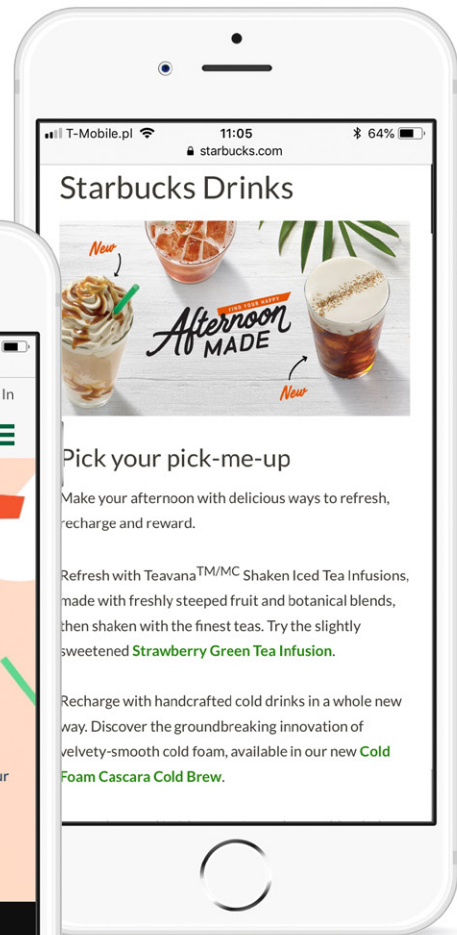 T-Mobile.pl 11:05 64%
starbucks.com
Starbucks Drinks
New
FIND YOUR HAPPY
Afternoon
MADE
New
Pick your pick-me-up
Make your afternoon with delicious ways to refresh,
recharge and reward.
Refresh with Teavana™/MC Shaken Iced Tea Infusions,
made with freshly steeped fruit and botanical blends,
then shaken with the finest teas. Try the slightly
sweetened Strawberry Green Tea Infusion.
Recharge with handcrafted cold drinks in a whole new
way. Discover the groundbreaking innovation of
velvety-smooth cold foam, available in our new Cold
Foam Cascara Cold Brew.
In